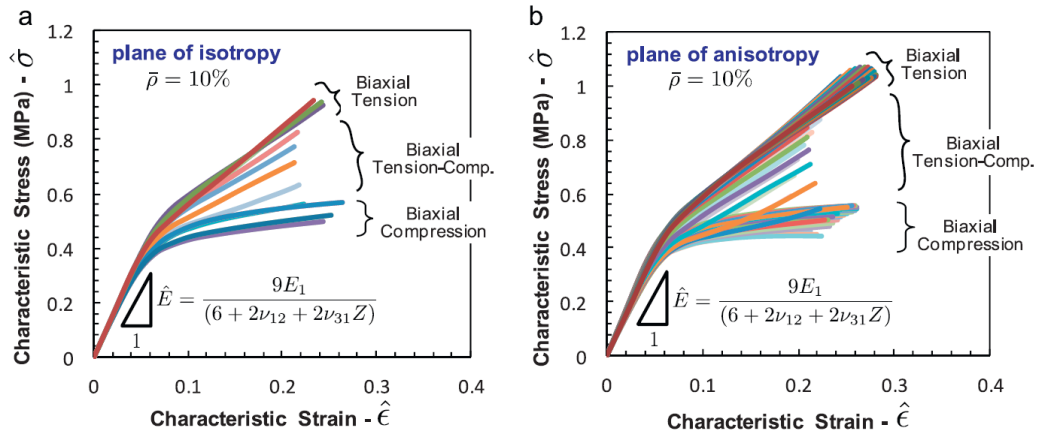 a
Characteristic Stress (MPa) - σ̂
1.2
1
0.8
0.6
0.4
0.2
0
plane of isotropy
ρ̄ = 10%
Biaxial
Tension
Biaxial
Tension-Comp.
Biaxial
Compression
Ê = 9E₁ / (6 + 2ν₁₂ + 2ν₃₁Z)
1
0
0.1
0.2
0.3
0.4
Characteristic Strain - ε̂
b
Characteristic Stress (MPa) - σ̂
1.2
1
0.8
0.6
0.4
0.2
0
plane of anisotropy
ρ̄ = 10%
Biaxial
Tension
Biaxial
Tension-Comp.
Biaxial
Compression
Ê = 9E₁ / (6 + 2ν₁₂ + 2ν₃₁Z)
1
0
0.1
0.2
0.3
0.4
Characteristic Strain - ε̂